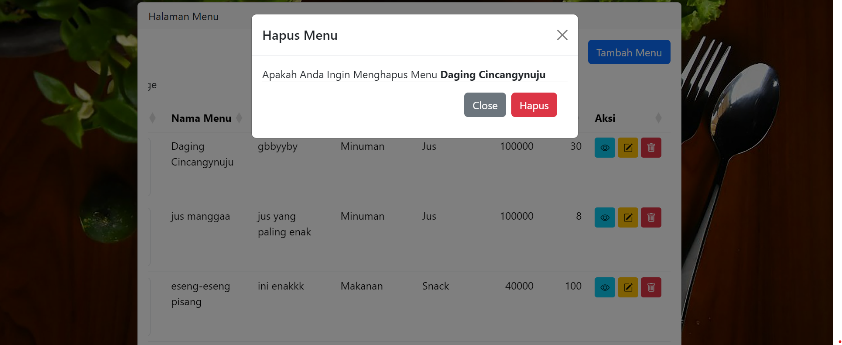 Halaman Menu
Hapus Menu
Tambah Menu
Apakah Anda Ingin Menghapus Menu Daging Cincangynuju
ge
Close Hapus
Nama Menu Aksi
Daging Cincangynuju gbbyyby Minuman Jus 100000 30
jus manggaa jus yang paling enak Minuman Jus 100000 8
eseng-eseng pisang ini enakkk Makanan Snack 40000 100